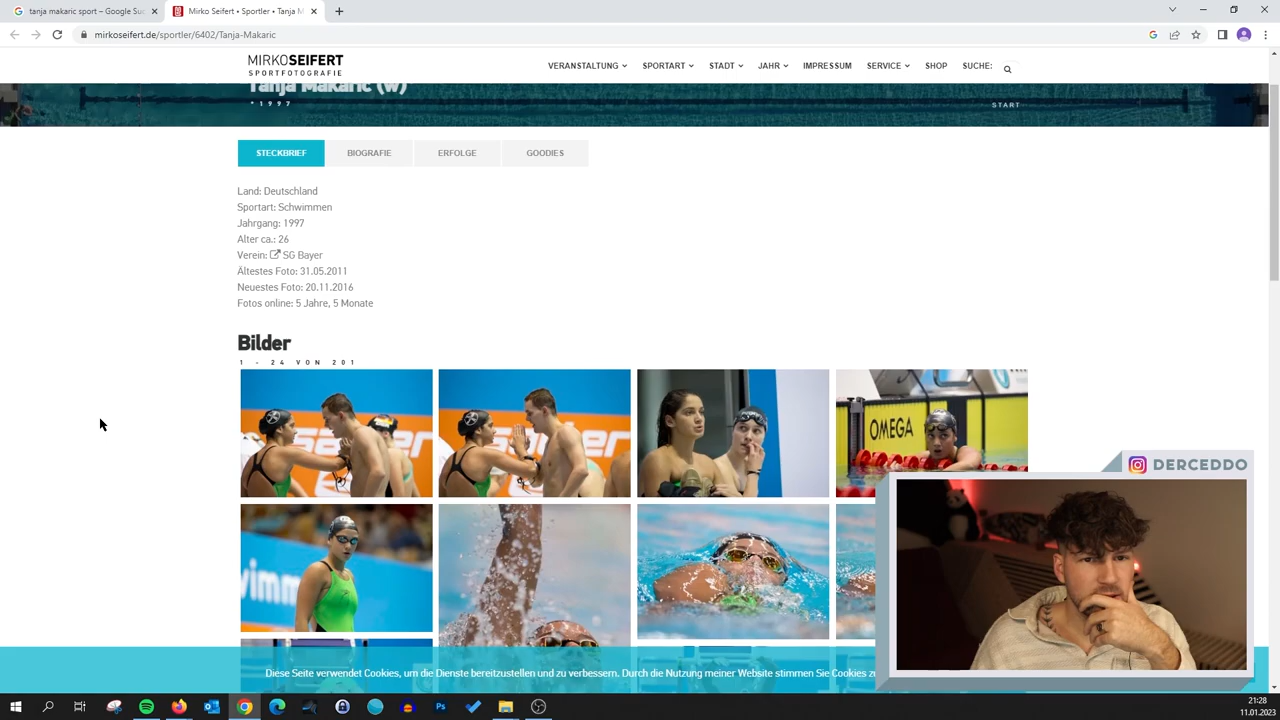 tanja makaric sport – Google Suc
Mirko Seifert • Sportler • Tanja M
mirkoseifert.de/sportler/6402/Tanja-Makaric
MIRKOSEIFERT
SPORTFOTOGRAFIE
VERANSTALTUNG
SPORTART
STADT
JAHR
IMPRESSUM
SERVICE
SHOP
SUCHE:
Tanja Makaric (w)
*1997
START
STECKBRIEF
BIOGRAFIE
ERFOLGE
GOODIES
Land: Deutschland
Sportart: Schwimmen
Jahrgang: 1997
Alter ca.: 26
Verein: SG Bayer
Ältestes Foto: 31.05.2011
Neuestes Foto: 20.11.2016
Fotos online: 5 Jahre, 5 Monate
Bilder
1 - 24 VON 201
OMEGA
DERCEDDO
Diese Seite verwendet Cookies, um die Dienste bereitzustellen und zu verbessern. Durch die Nutzung meiner Website stimmen Sie Cookies
21:28
11.01.2023